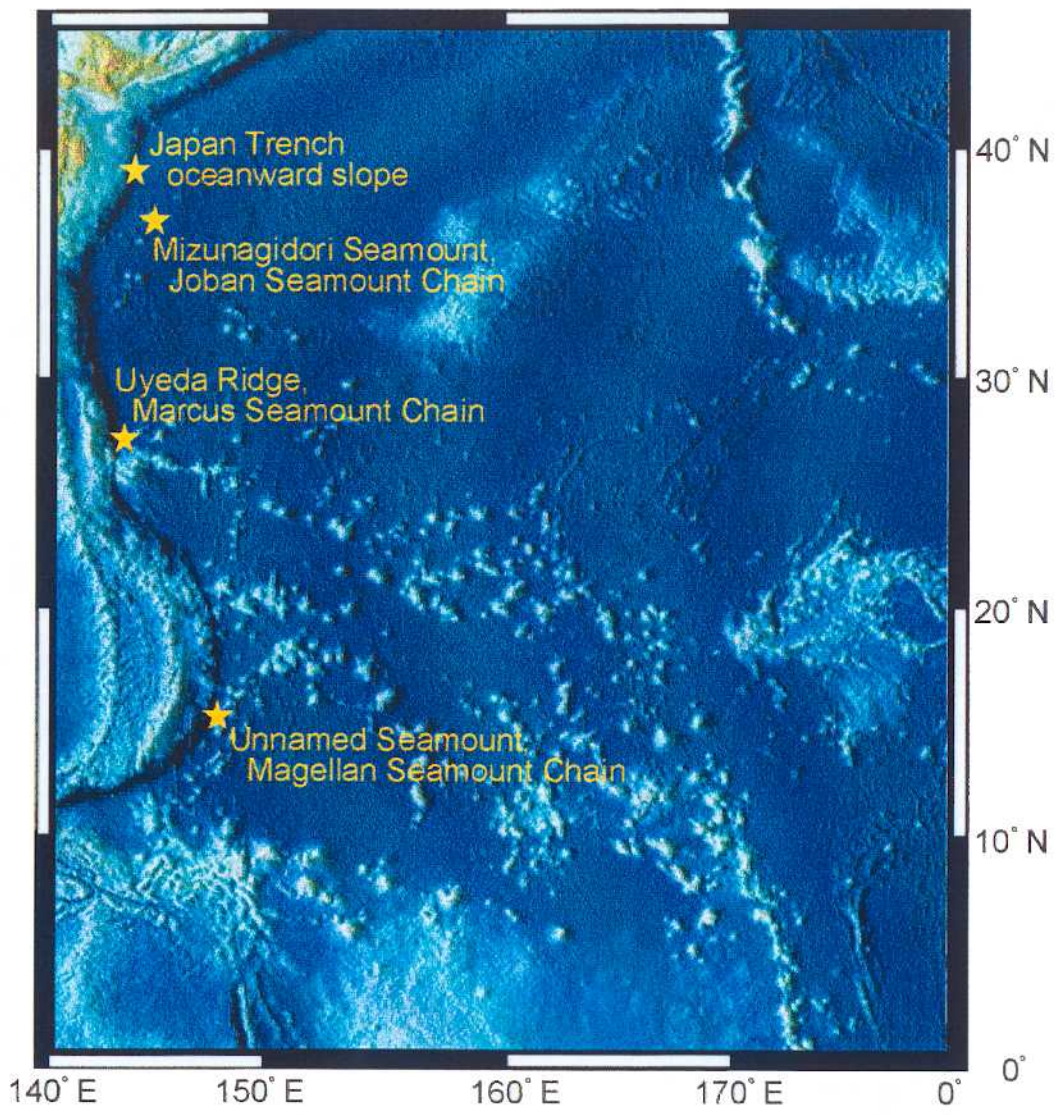 Japan Trench
oceanward slope
Mizunagidori Seamount,
Joban Seamount Chain
Uyeda Ridge,
Marcus Seamount Chain
Unnamed Seamount,
Magellan Seamount Chain
40° N
30° N
20° N
10° N
0°
140° E
150° E
160° E
170° E
0°